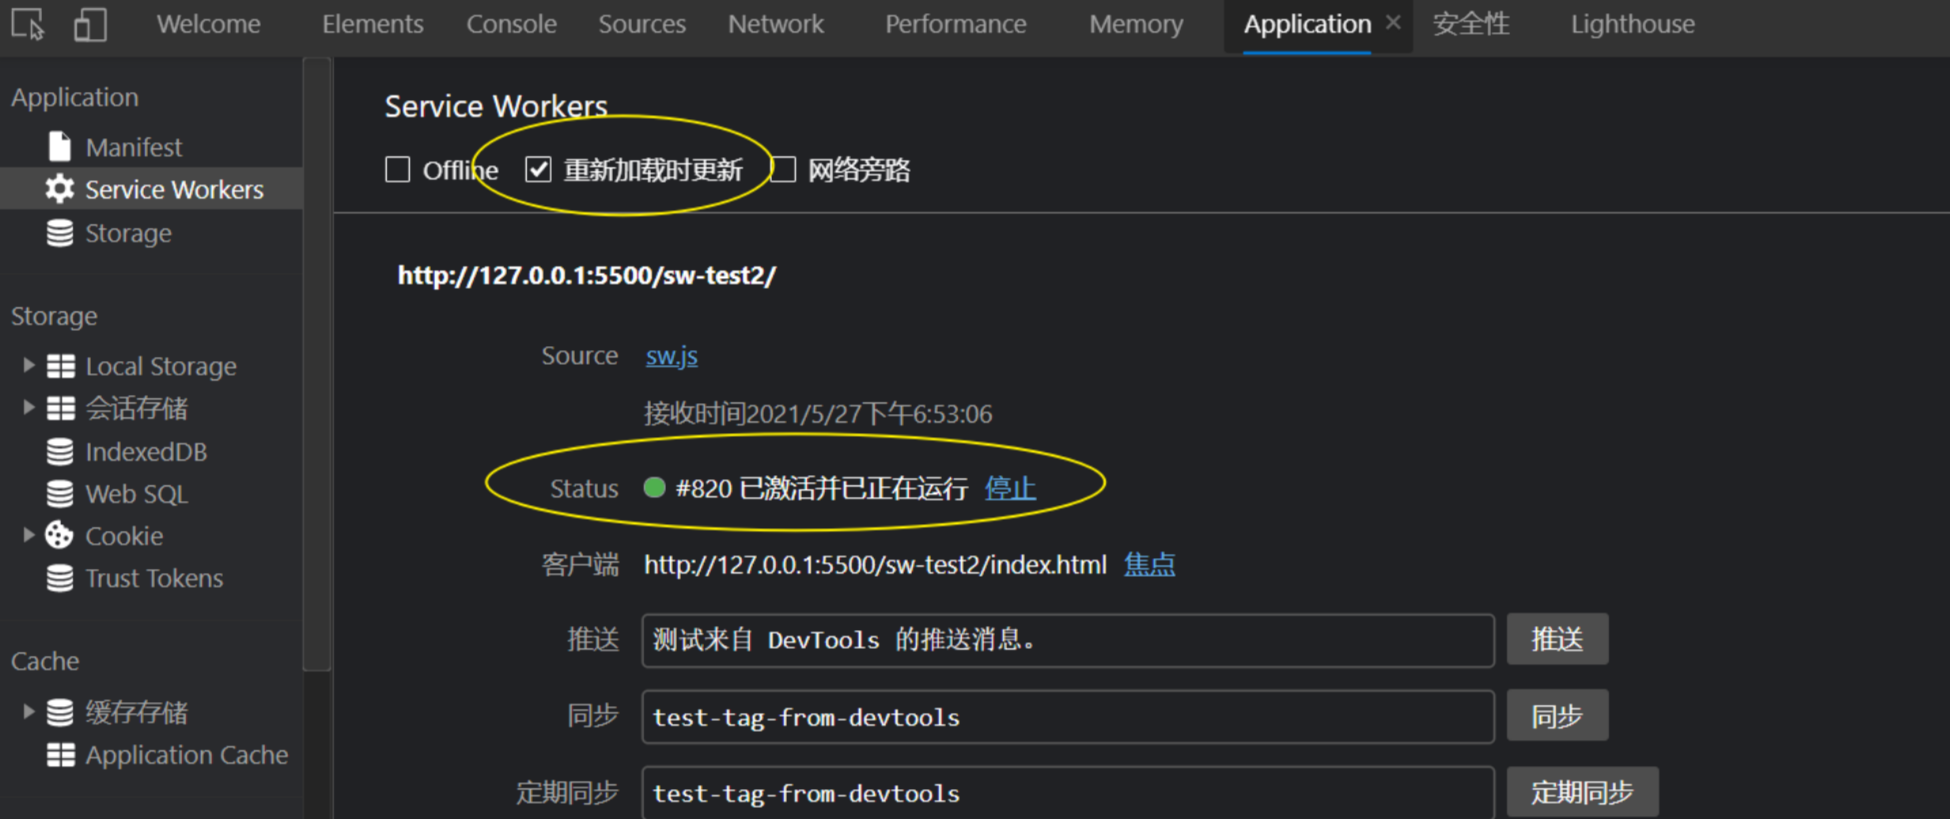 Welcome Elements Console Sources Network Performance Memory Application × 安全性 Lighthouse
Application
Manifest
Service Workers
Storage
Storage
Local Storage
会话存储
IndexedDB
Web SQL
Cookie
Trust Tokens
Cache
缓存存储
Application Cache
Service Workers
Offline 重新加载时更新 网络旁路
http://127.0.0.1:5500/sw-test2/
Source sw.js
接收时间2021/5/27下午6:53:06
Status #820 已激活并已正在运行 停止
客户端 http://127.0.0.1:5500/sw-test2/index.html 焦点
推送 测试来自 DevTools 的推送消息。 推送
同步 test-tag-from-devtools 同步
定期同步 test-tag-from-devtools 定期同步